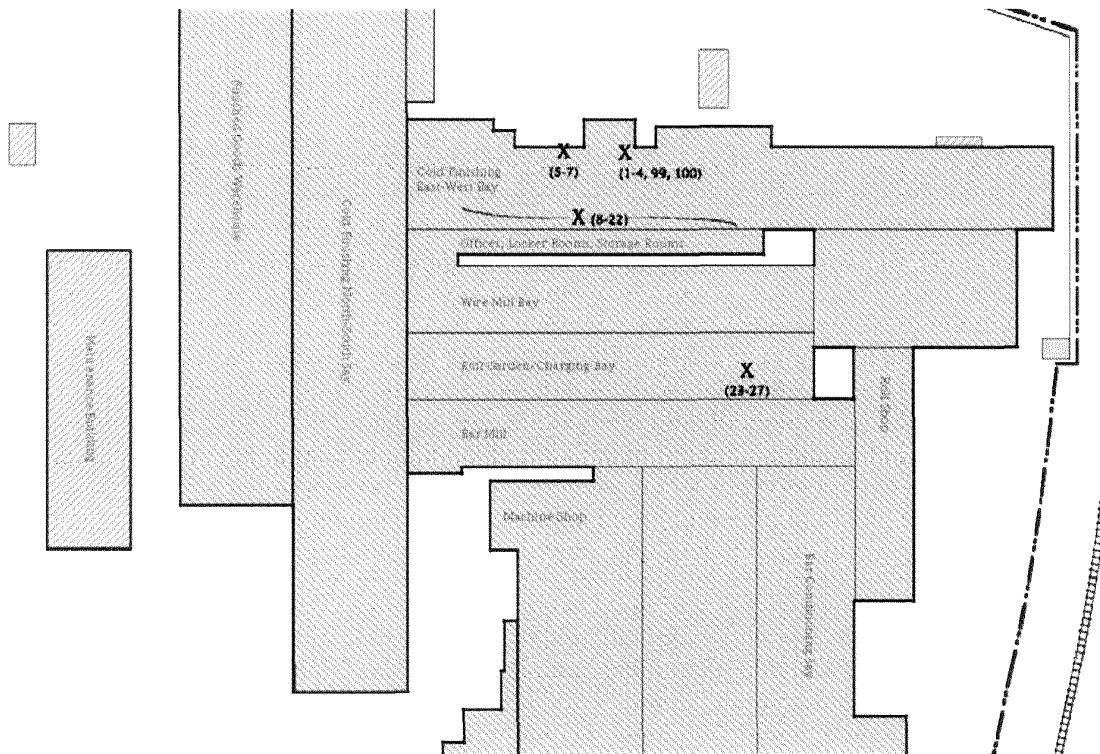 Finished Goods Warehouse
Cold Finishing North-South Bay
Maintenance Building
Cold Finishing
East-West Bay
X
(5-7)
X
(1-4, 99, 100)
X (8-22)
Offices, Locker Rooms, Storage Rooms
Wire Mill Bay
Roll Garden/Charging Bay
X
(23-27)
Roll Shop
Bar Mill
Machine Shop
Bar Conditioning Bay